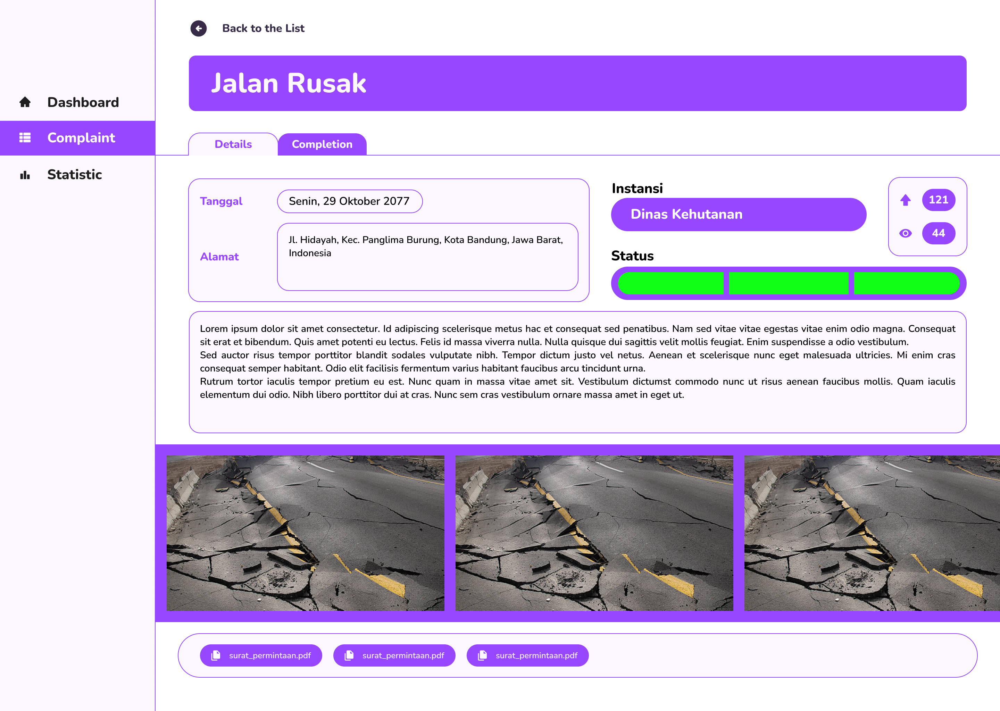 Back to the List
Jalan Rusak
Dashboard
Complaint
Statistic
Details
Completion
Tanggal
Senin, 29 Oktober 2077
Alamat
Jl. Hidayah, Kec. Panglima Burung, Kota Bandung, Jawa Barat,
Indonesia
Instansi
Dinas Kehutanan
121
44
Status
Lorem ipsum dolor sit amet consectetur. Id adipiscing scelerisque metus hac et consequat sed penatibus. Nam sed vitae vitae egestas vitae enim odio magna. Consequat
sit erat et bibendum. Quis amet potenti eu lectus. Felis id massa viverra nulla. Nulla quisque dui sagittis velit mollis feugiat. Enim suspendisse a odio vestibulum.
Sed auctor risus tempor porttitor blandit sodales vulputate nibh. Tempor dictum justo vel netus. Aenean et scelerisque nunc eget malesuada ultricies. Mi enim cras
consequat semper habitant. Odio elit facilisis fermentum varius habitant faucibus arcu tincidunt urna.
Rutrum tortor iaculis tempor pretium eu est. Nunc quam in massa vitae amet sit. Vestibulum dictumst commodo nunc ut risus aenean faucibus mollis. Quam iaculis
elementum dui odio. Nibh libero porttitor dui at cras. Nunc sem cras vestibulum ornare massa amet in eget ut.
surat_permintaan.pdf
surat_permintaan.pdf
surat_permintaan.pdf